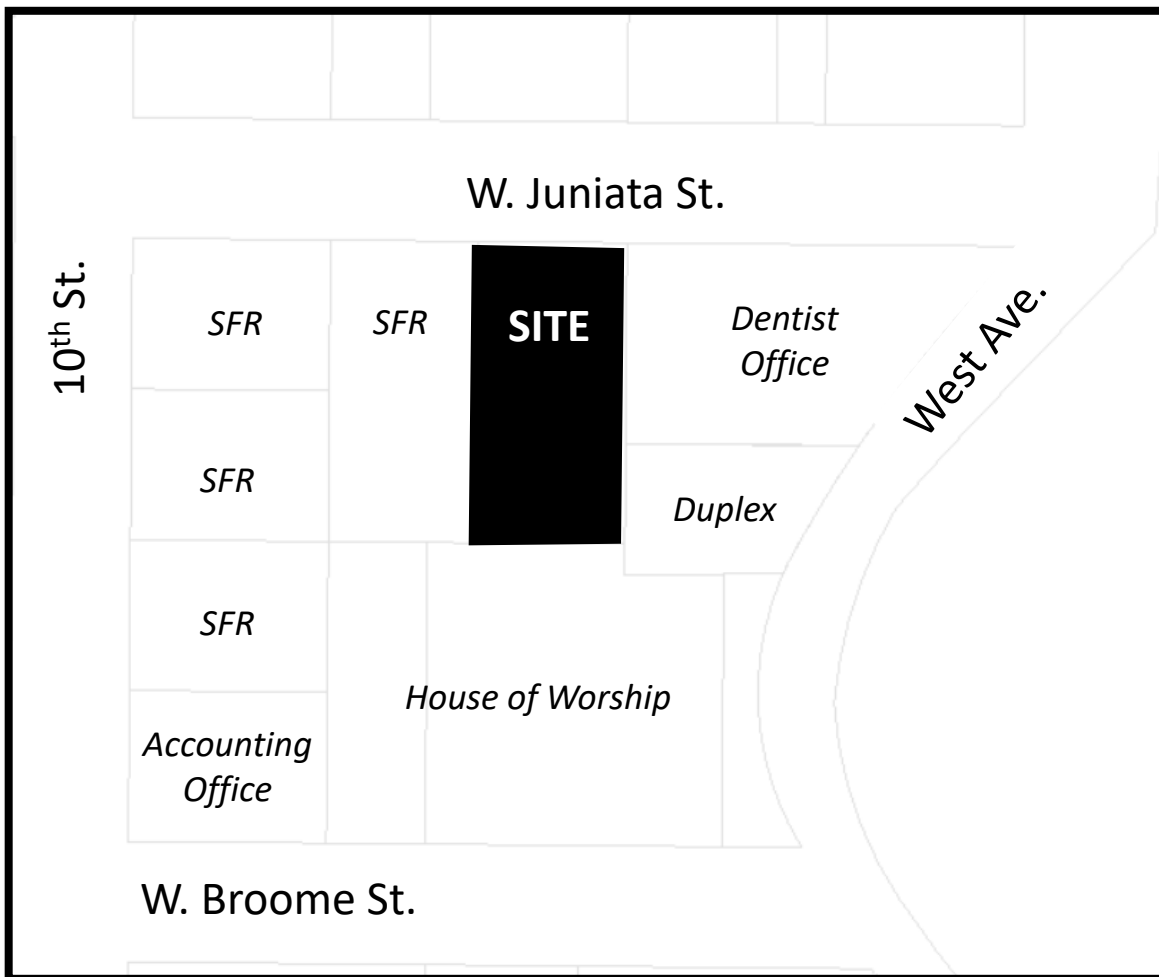 W. Juniata St.
10th St.
SFR
SFR
SITE
Dentist
Office
West Ave.
SFR
Duplex
SFR
House of Worship
Accounting
Office
W. Broome St.